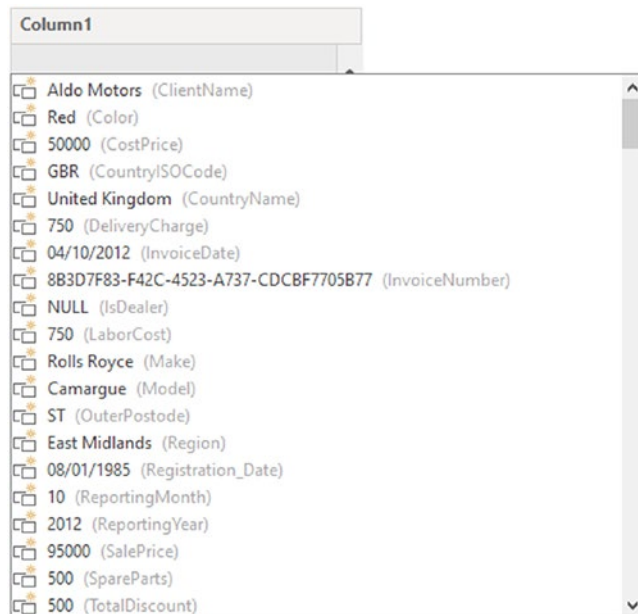 Column1
Aldo Motors (ClientName)
Red (Color)
50000 (CostPrice)
GBR (CountryISOCode)
United Kingdom (CountryName)
750 (DeliveryCharge)
04/10/2012 (InvoiceDate)
8B3D7F83-F42C-4523-A737-CDCBF7705B77 (InvoiceNumber)
NULL (IsDealer)
750 (LaborCost)
Rolls Royce (Make)
Camargue (Model)
ST (OuterPostode)
East Midlands (Region)
08/01/1985 (Registration_Date)
10 (ReportingMonth)
2012 (ReportingYear)
95000 (SalePrice)
500 (SpareParts)
500 (TotalDiscount)